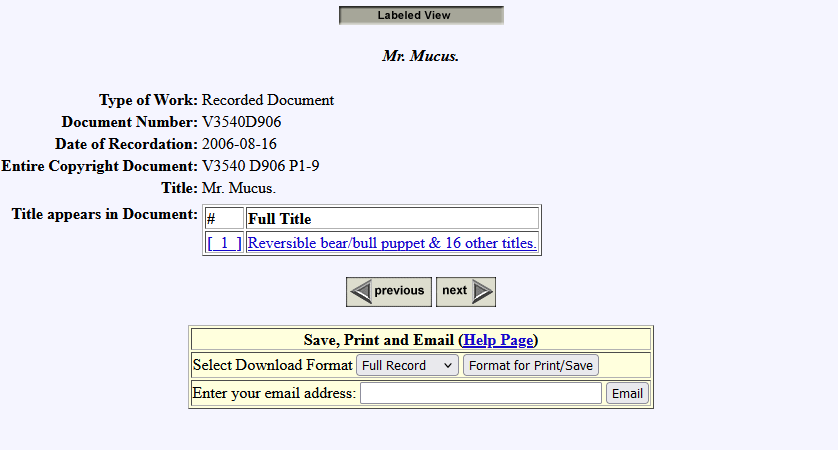 Labeled View
Mr. Mucus.
Type of Work: Recorded Document
Document Number: V3540D906
Date of Recordation: 2006-08-16
Entire Copyright Document: V3540 D906 P1-9
Title: Mr. Mucus.
Title appears in Document: # Full Title
[ 1 ] Reversible bear/bull puppet & 16 other titles.
previous next
Save, Print and Email (Help Page)
Select Download Format Full Record Format for Print/Save
Enter your email address: Email